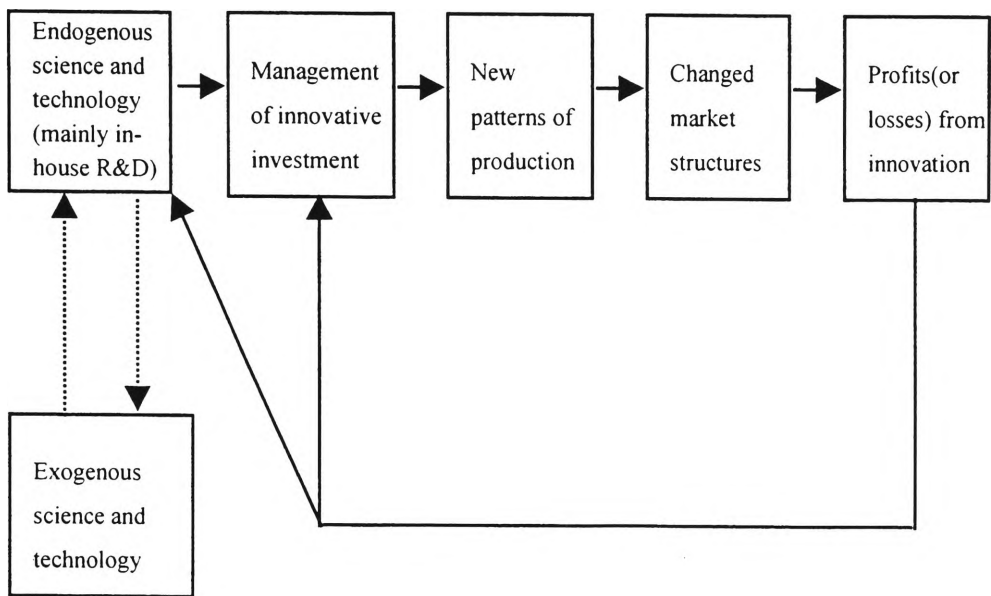 Endogenous
science and
technology
(mainly in-
house R&D)
Management
of innovative
investment
New
patterns of
production
Changed
market
structures
Profits(or
losses) from
innovation
Exogenous
science and
technology